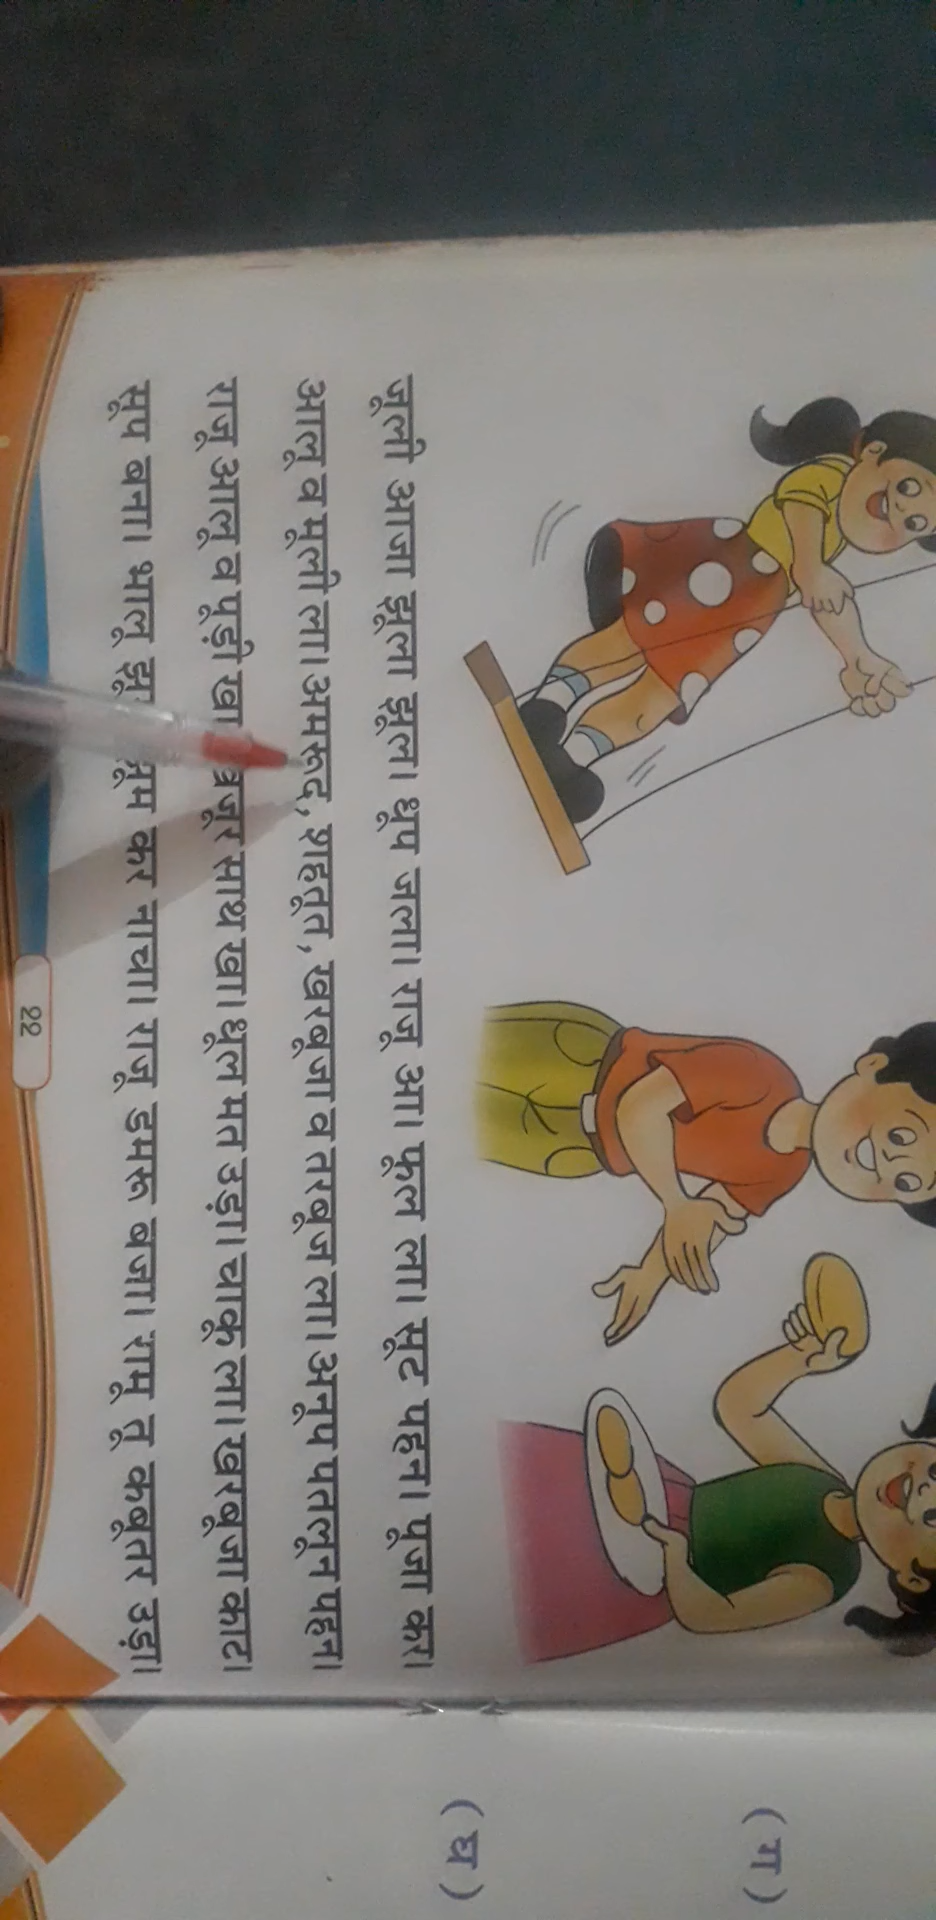 जूली आजा झूला झूल। धूप जला। राजू आ। फूल ला। सूट पहन। पूजा कर।
आलू व मूली ला। अमरूद, शहतूत, खरबूजा व तरबूज ला। अनूप पतलून पहन।
राजू आलू व पूड़ी खा साथ खा। धूल मत उड़ा। चाकू ला। खरबूजा काट।
सूप बना। भालू कर नाचा। राजू डमरू बजा। रामू तू कबूतर उड़ा।
22
(ग)
(घ)